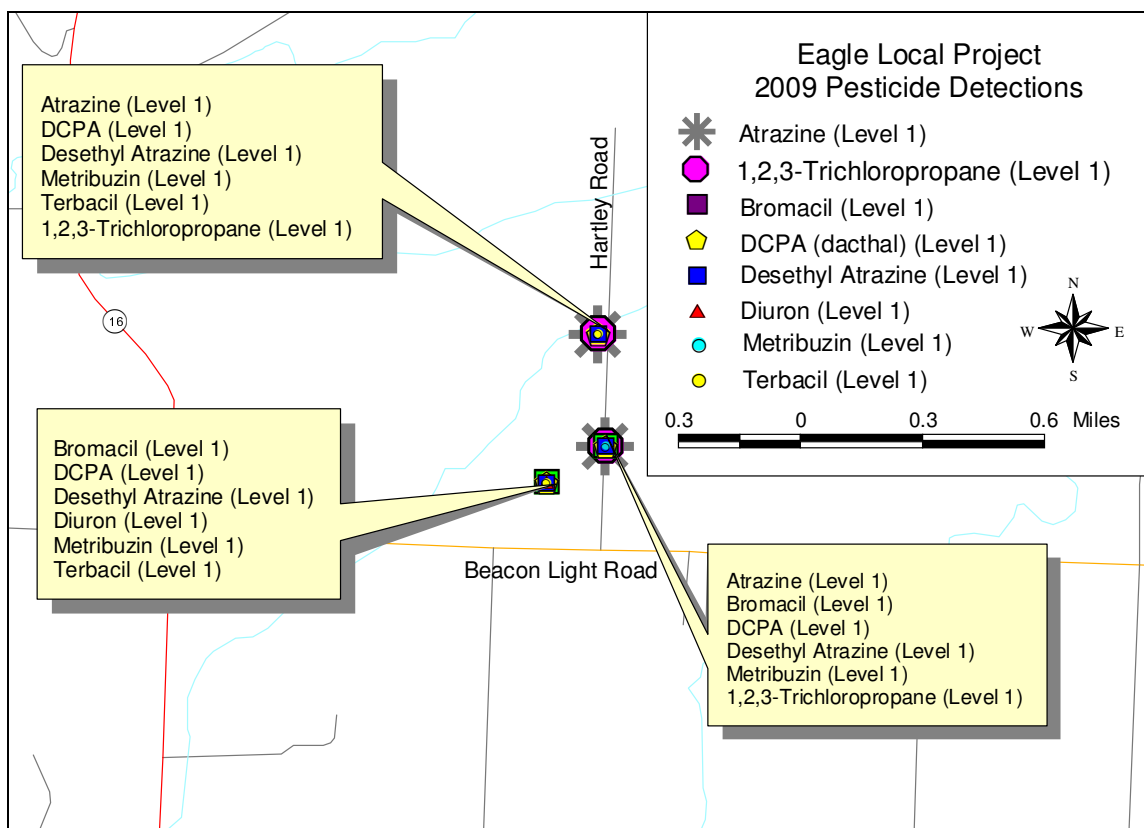 Eagle Local Project
2009 Pesticide Detections
Atrazine (Level 1)
1,2,3-Trichloropropane (Level 1)
Bromacil (Level 1)
DCPA (dacthal) (Level 1)
Desethyl Atrazine (Level 1)
Diuron (Level 1)
Metribuzin (Level 1)
Terbacil (Level 1)
N
W E
S
0.3 0 0.3 0.6 Miles
Atrazine (Level 1)
DCPA (Level 1)
Desethyl Atrazine (Level 1)
Metribuzin (Level 1)
Terbacil (Level 1)
1,2,3-Trichloropropane (Level 1)
Hartley Road
16
Bromacil (Level 1)
DCPA (Level 1)
Desethyl Atrazine (Level 1)
Diuron (Level 1)
Metribuzin (Level 1)
Terbacil (Level 1)
Beacon Light Road
Atrazine (Level 1)
Bromacil (Level 1)
DCPA (Level 1)
Desethyl Atrazine (Level 1)
Metribuzin (Level 1)
1,2,3-Trichloropropane (Level 1)